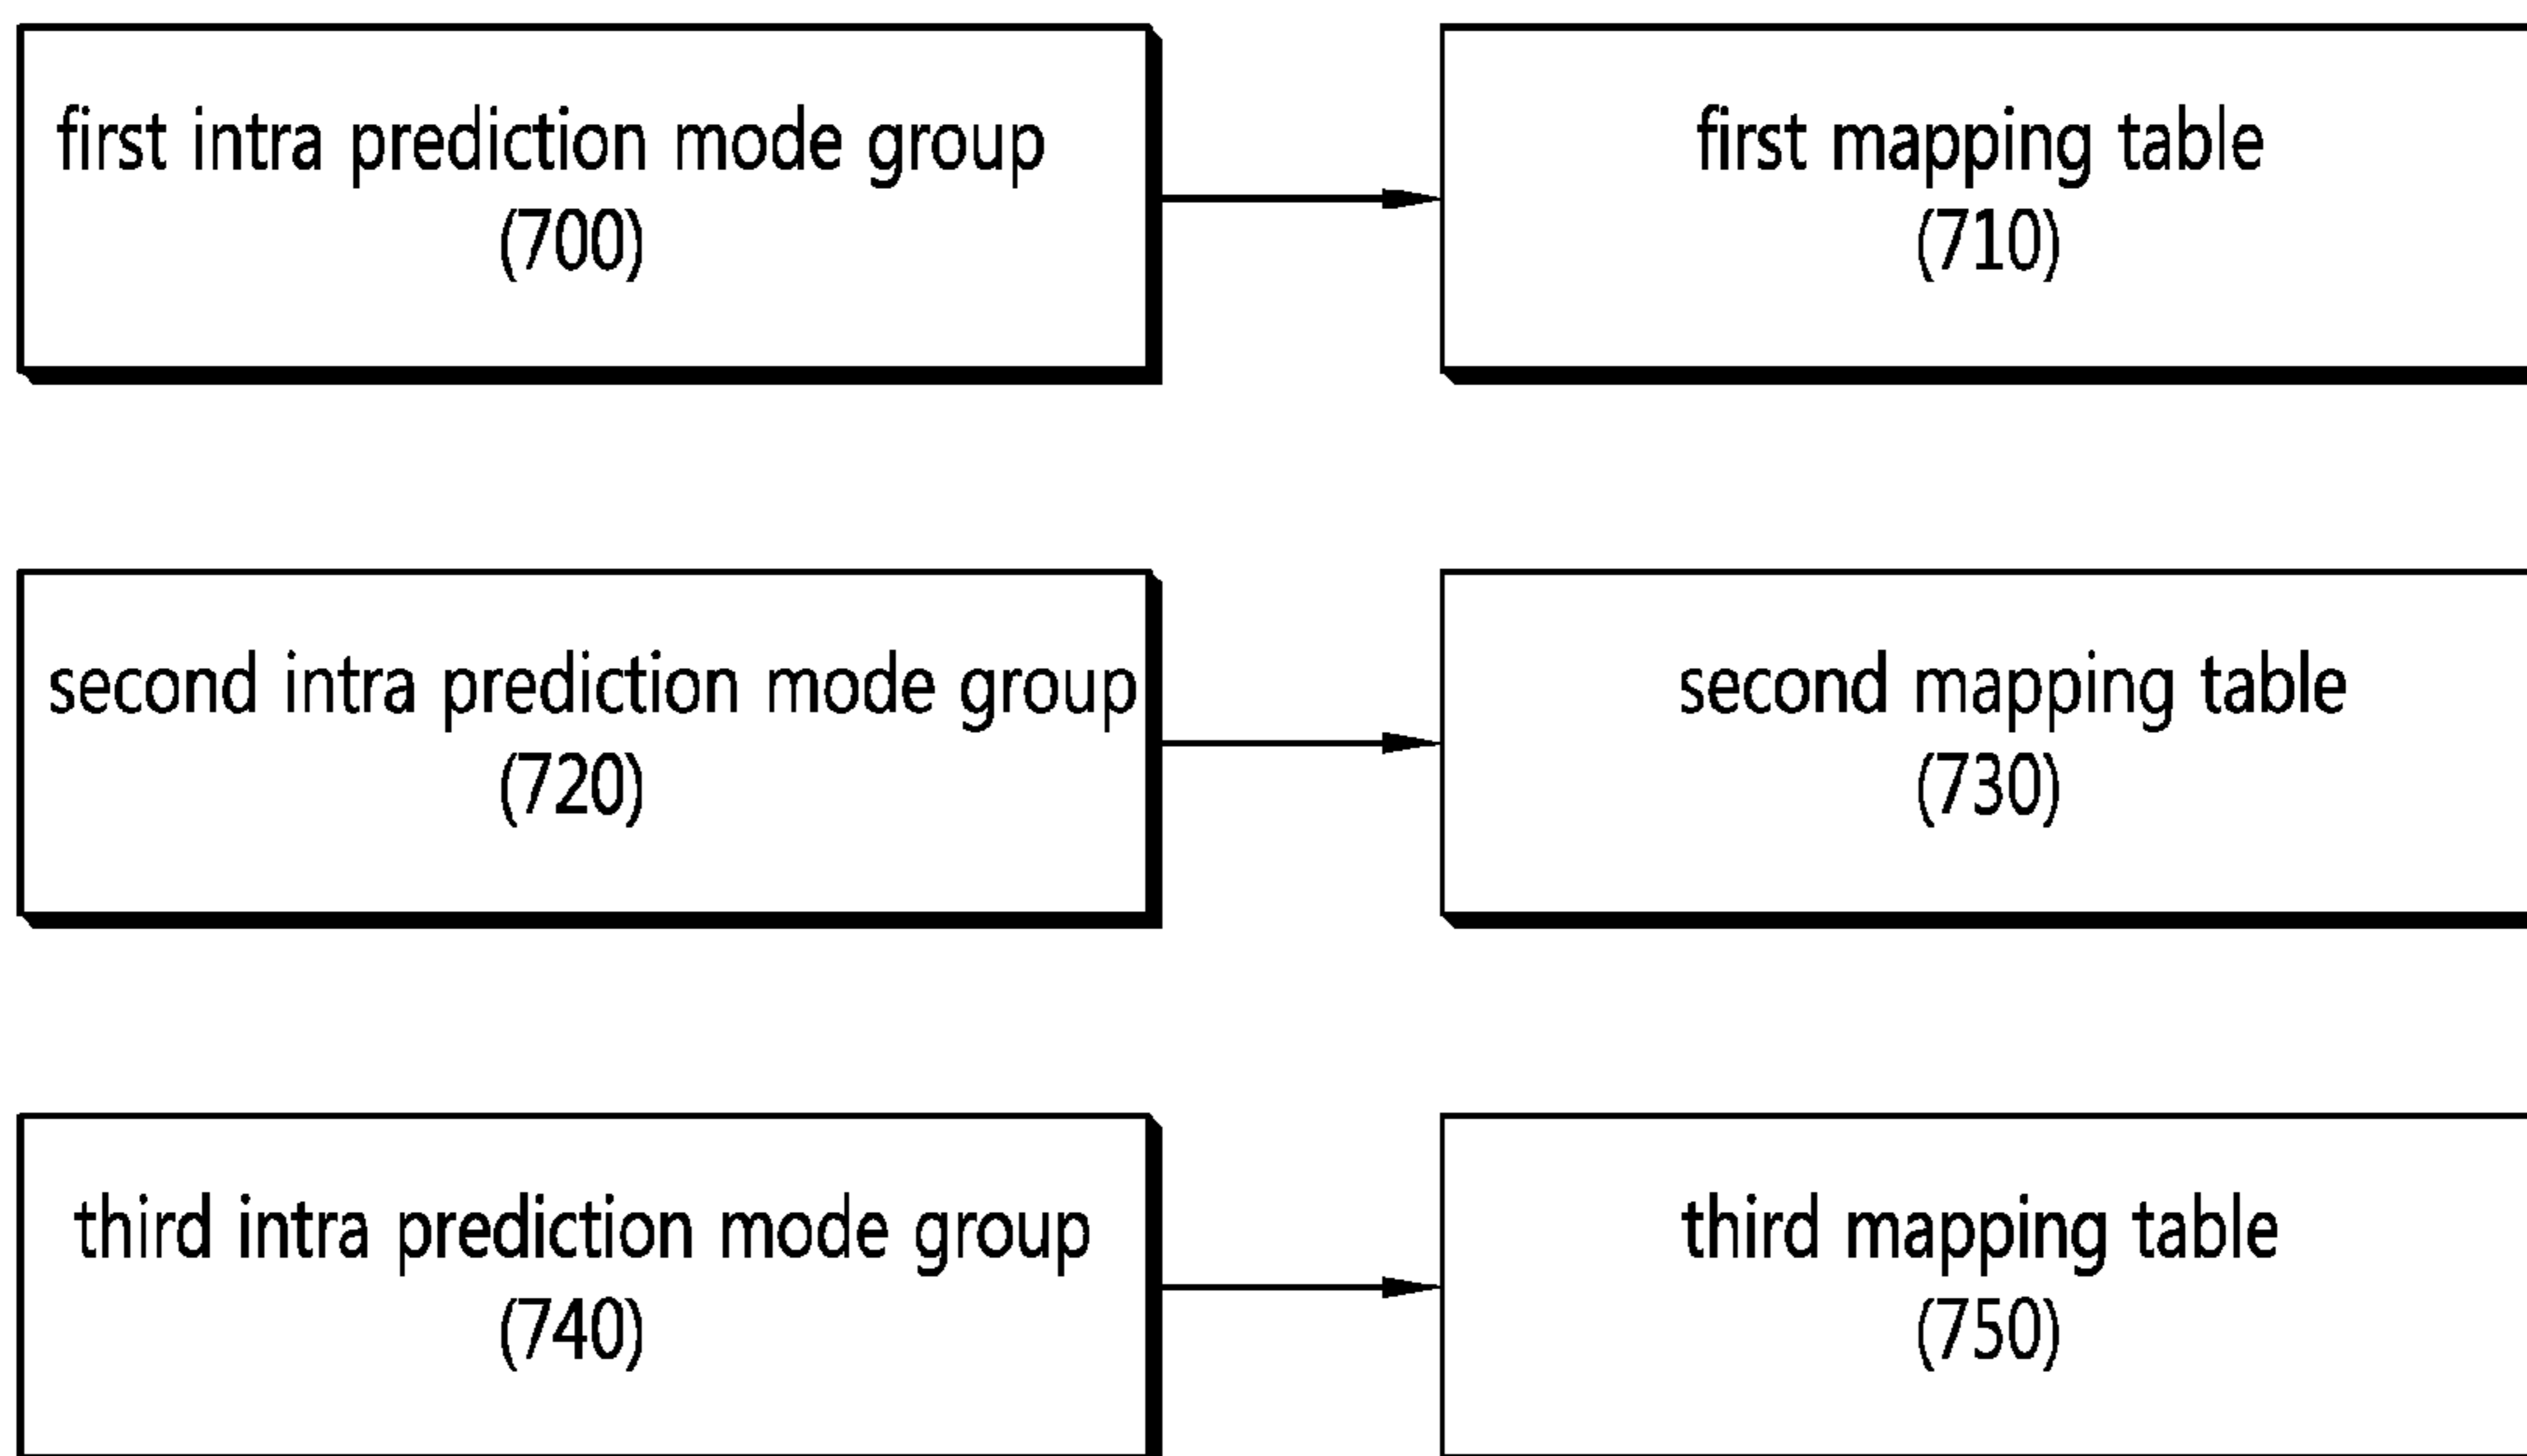 first intra prediction mode group
(700)
first mapping table
(710)
second intra prediction mode group
(720)
second mapping table
(730)
third intra prediction mode group
(740)
third mapping table
(750)